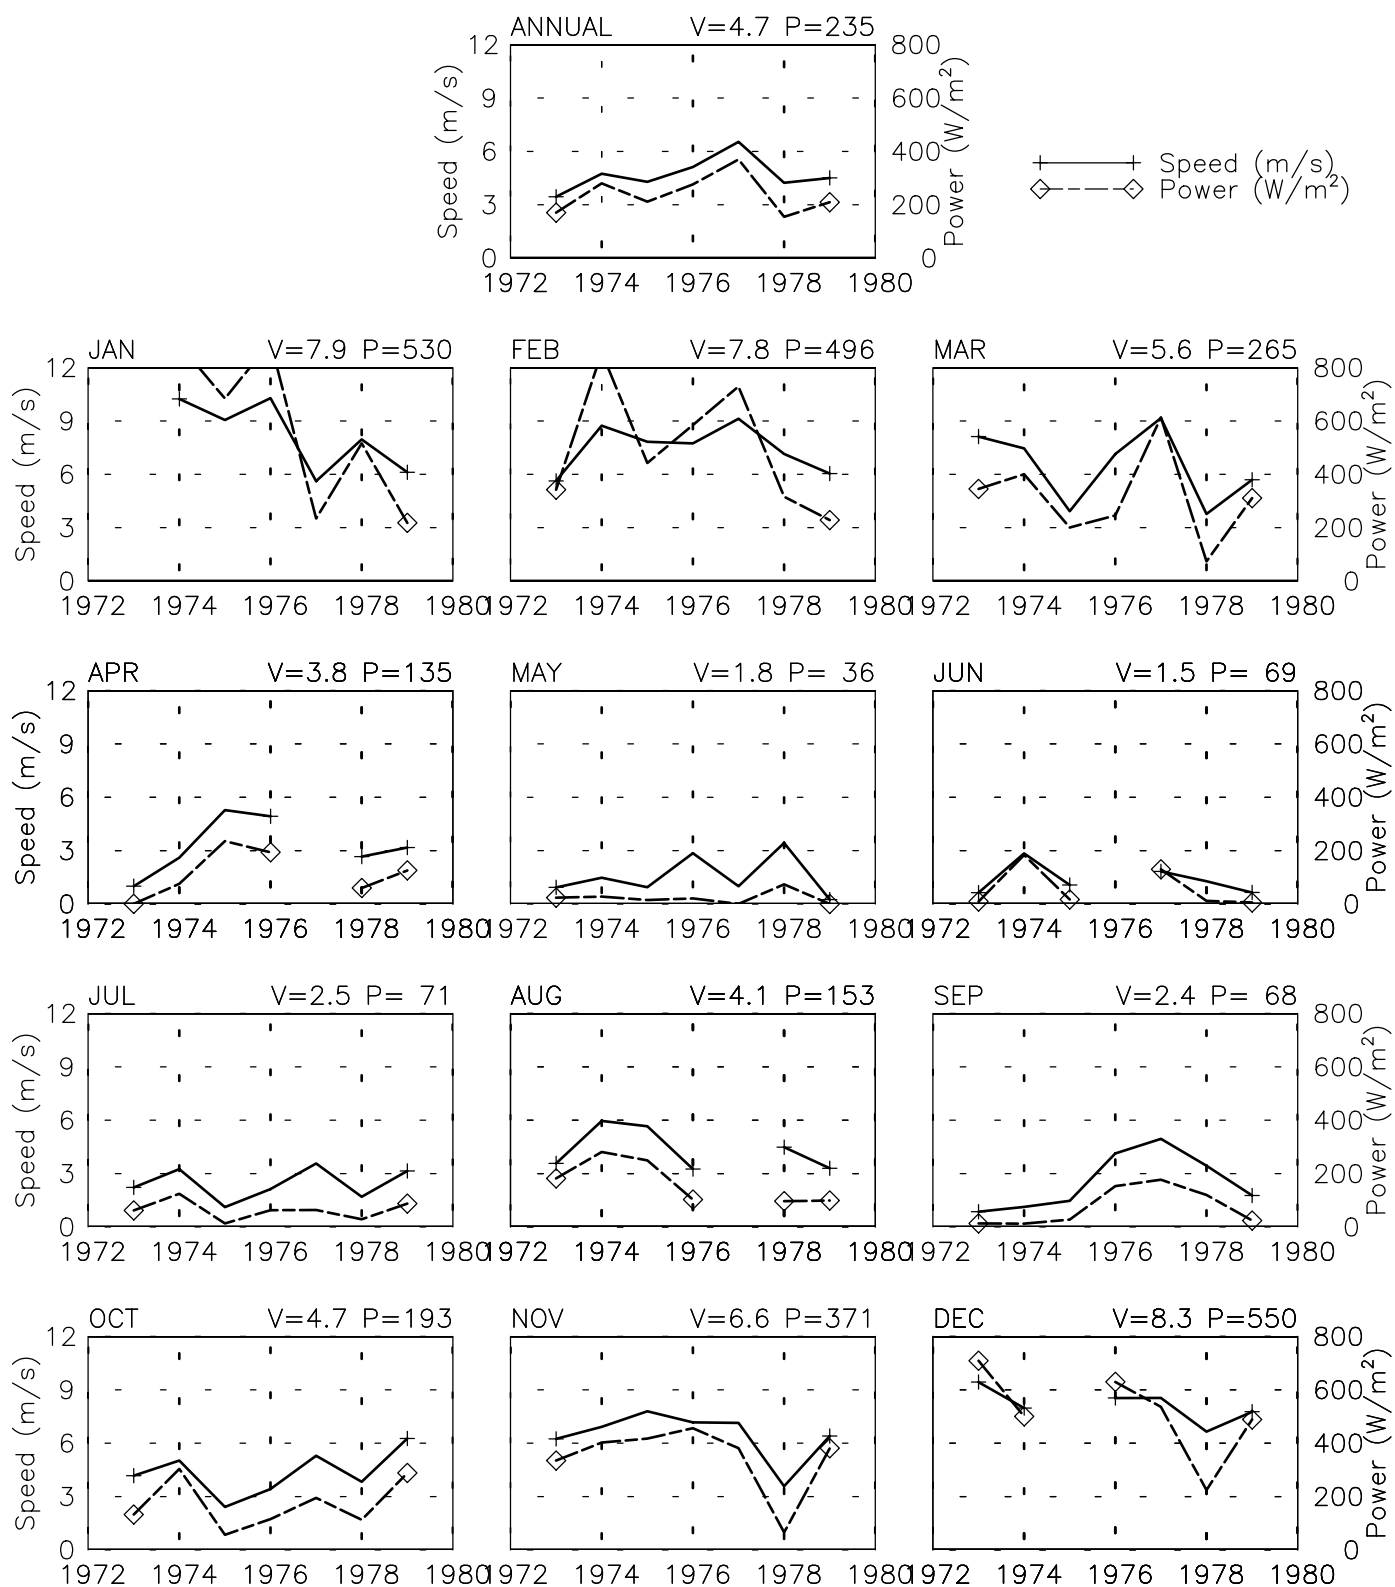 ANNUAL V=4.7 P=235
12 800
9 600
6 400
3 200
0 0
Speed (m/s)
Power (W/m²)
1972 1974 1976 1978 1980
Speed (m/s)
Power (W/m²)
JAN V=7.9 P=530 FEB V=7.8 P=496 MAR V=5.6 P=265
12 800
9 600
6 400
3 200
0 0
Speed (m/s)
Power (W/m²)
1972 1974 1976 1978 1980 1972 1974 1976 1978 1980 1972 1974 1976 1978 1980
APR V=3.8 P=135 MAY V=1.8 P= 36 JUN V=1.5 P= 69
12 800
9 600
6 400
3 200
0 0
Speed (m/s)
Power (W/m²)
1972 1974 1976 1978 1980 1972 1974 1976 1978 1980 1972 1974 1976 1978 1980
JUL V=2.5 P= 71 AUG V=4.1 P=153 SEP V=2.4 P= 68
12 800
9 600
6 400
3 200
0 0
Speed (m/s)
Power (W/m²)
1972 1974 1976 1978 1980 1972 1974 1976 1978 1980 1972 1974 1976 1978 1980
OCT V=4.7 P=193 NOV V=6.6 P=371 DEC V=8.3 P=550
12 800
9 600
6 400
3 200
0 0
Speed (m/s)
Power (W/m²)
1972 1974 1976 1978 1980 1972 1974 1976 1978 1980 1972 1974 1976 1978 1980